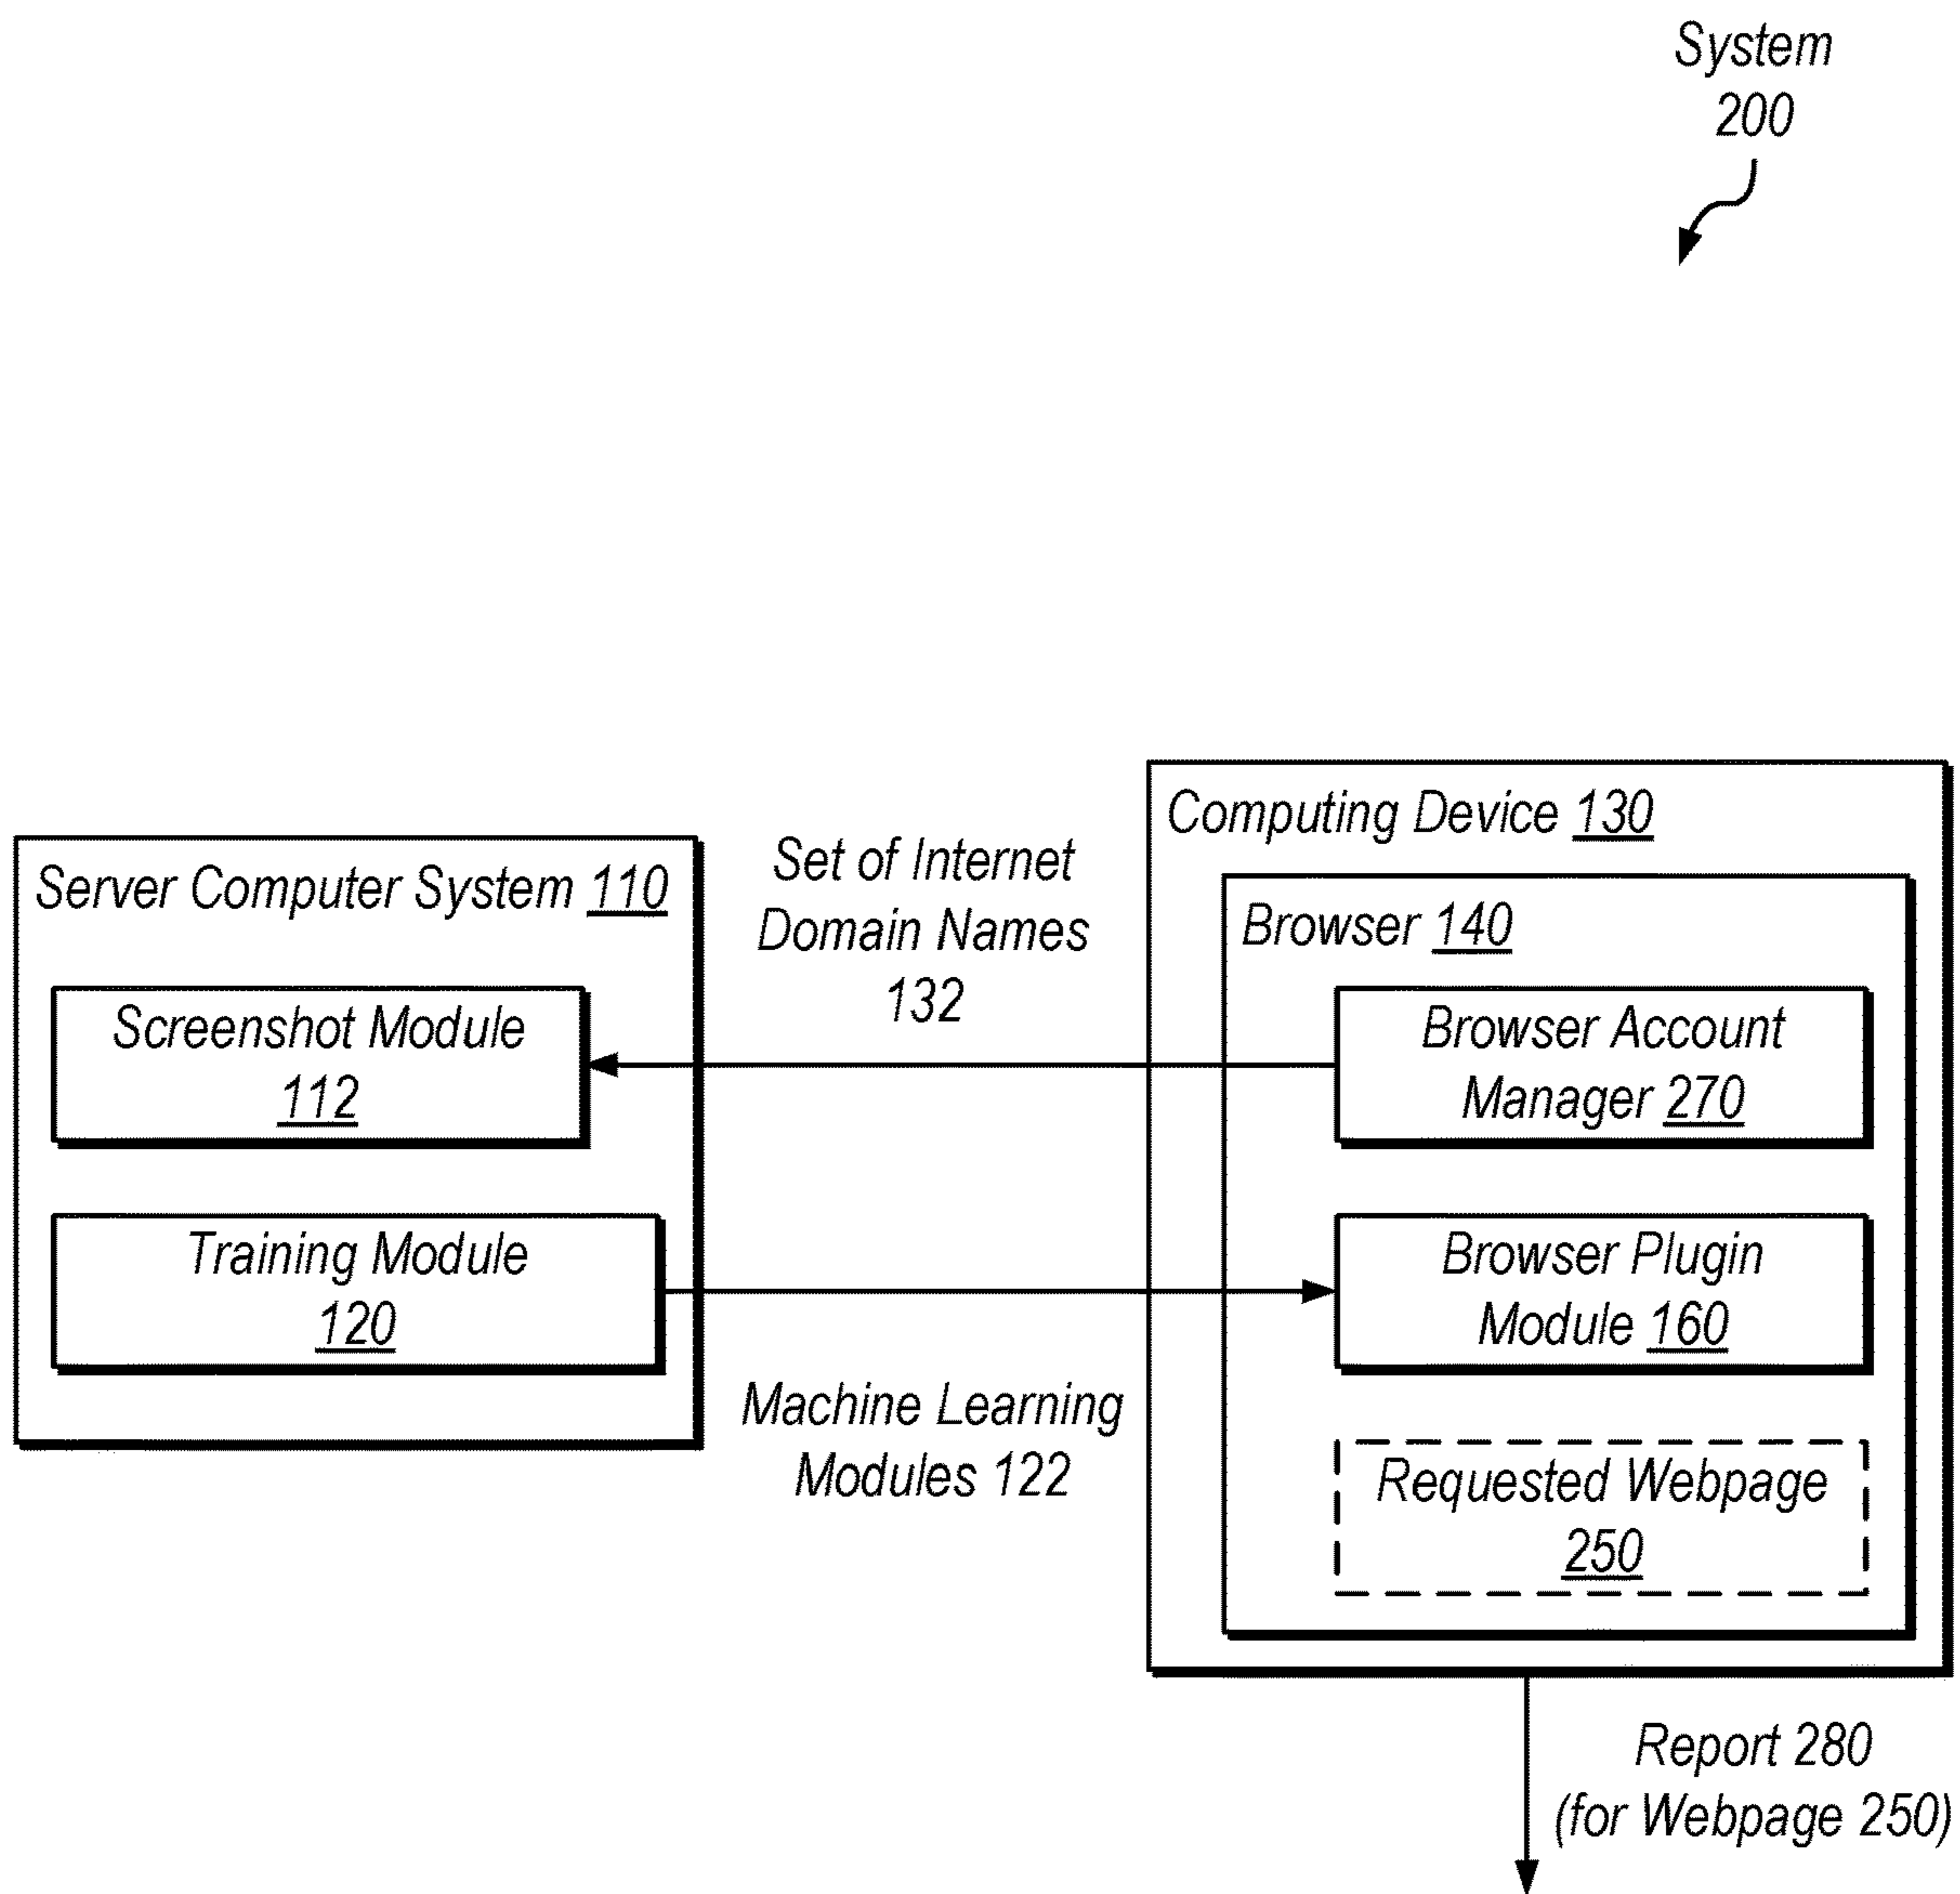 System
200
Server Computer System 110
Screenshot Module
112
Training Module
120
Set of Internet
Domain Names
132
Machine Learning
Modules 122
Computing Device 130
Browser 140
Browser Account
Manager 270
Browser Plugin
Module 160
Requested Webpage
250
Report 280
(for Webpage 250)